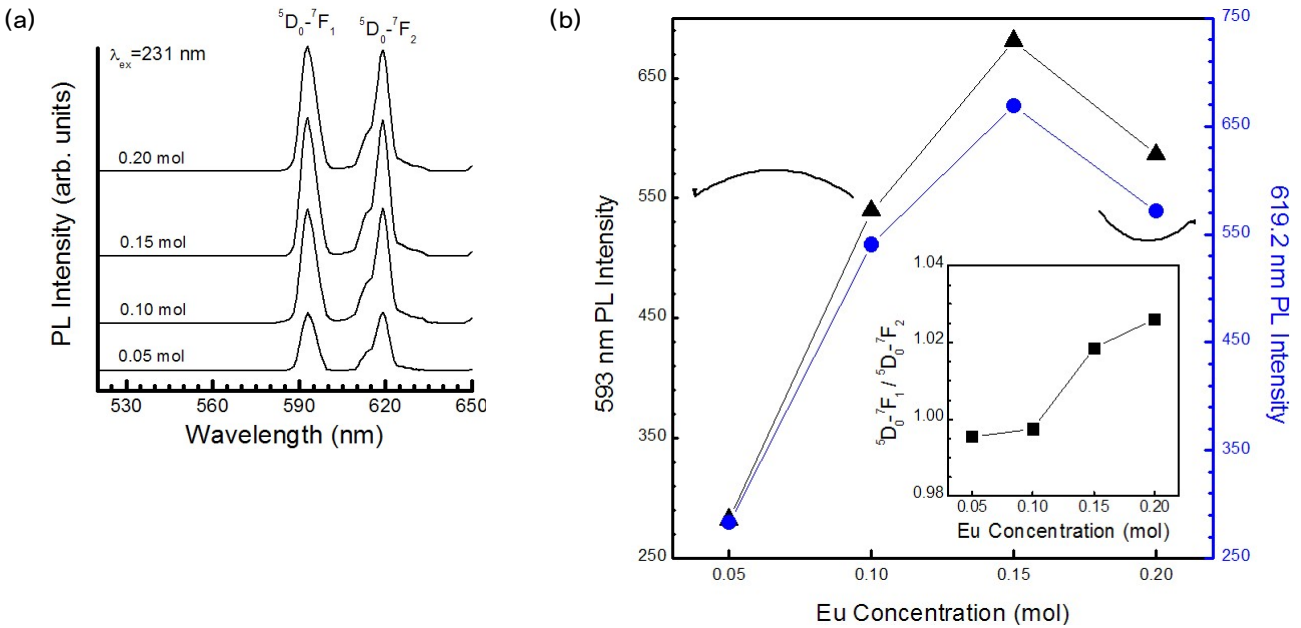 (a)
⁵D₀-⁷F₁
⁵D₀-⁷F₂
λₑₓ=231 nm
0.20 mol
0.15 mol
0.10 mol
0.05 mol
PL Intensity (arb. units)
530 560 590 620 650
Wavelength (nm)
(b)
650
550
450
350
250
593 nm PL Intensity
750
650
550
450
350
250
619.2 nm PL Intensity
0.05 0.10 0.15 0.20
Eu Concentration (mol)
1.04
1.02
1.00
0.98
⁵D₀-⁷F₁ / ⁵D₀-⁷F₂
0.05 0.10 0.15 0.20
Eu Concentration (mol)